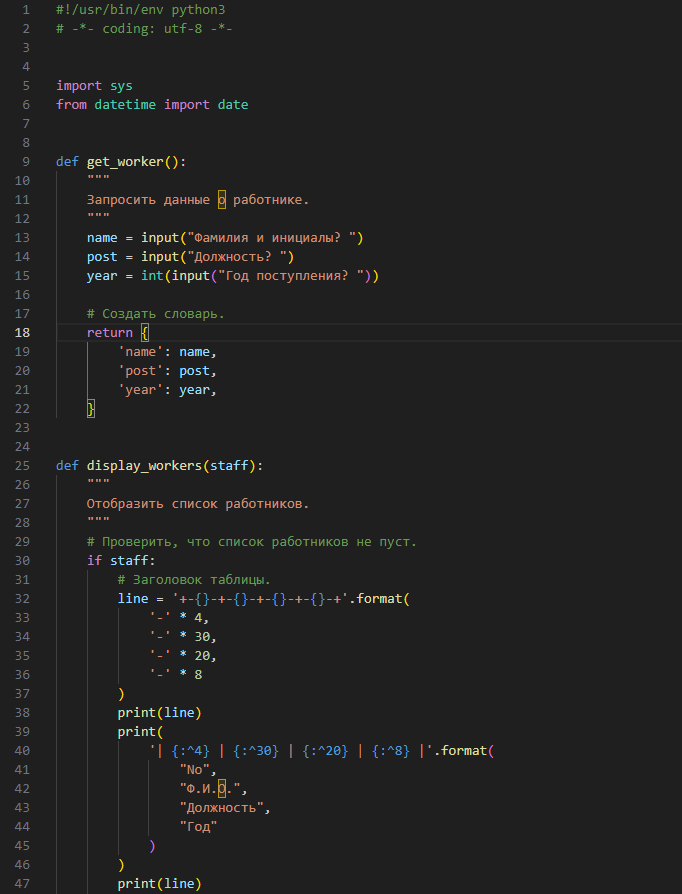 1 #!/usr/bin/env python3
2 # -*- coding: utf-8 -*-
3
4
5 import sys
6 from datetime import date
7
8
9 def get_worker():
10     """
11     Запросить данные о работнике.
12     """
13     name = input("Фамилия и инициалы? ")
14     post = input("Должность? ")
15     year = int(input("Год поступления? "))
16
17     # Создать словарь.
18     return {
19         'name': name,
20         'post': post,
21         'year': year,
22     }
23
24
25 def display_workers(staff):
26     """
27     Отобразить список работников.
28     """
29     # Проверить, что список работников не пуст.
30     if staff:
31         # Заголовок таблицы.
32         line = '+-{}-+-{}-+-{}-+-{}-+'.format(
33             '-' * 4,
34             '-' * 30,
35             '-' * 20,
36             '-' * 8
37         )
38         print(line)
39         print(
40             '| {:^4} | {:^30} | {:^20} | {:^8} |'.format(
41                 "No",
42                 "Ф.И.О.",
43                 "Должность",
44                 "Год"
45             )
46         )
47         print(line)